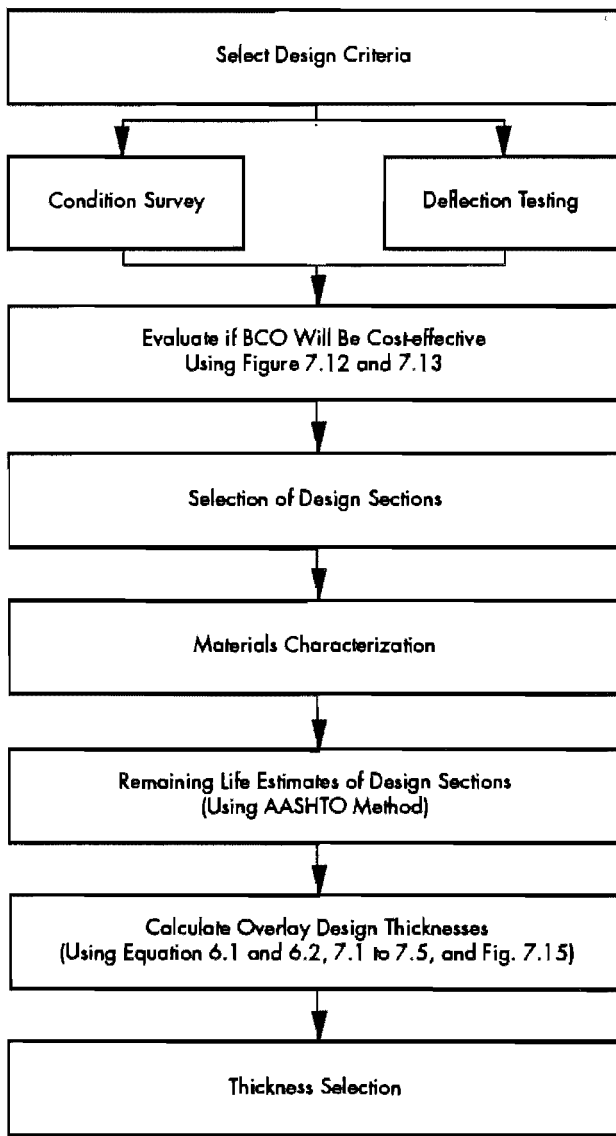 Select Design Criteria
Condition Survey
Deflection Testing
Evaluate if BCO Will Be Cost-effective
Using Figure 7.12 and 7.13
Selection of Design Sections
Materials Characterization
Remaining Life Estimates of Design Sections
(Using AASHTO Method)
Calculate Overlay Design Thicknesses
(Using Equation 6.1 and 6.2, 7.1 to 7.5, and Fig. 7.15)
Thickness Selection